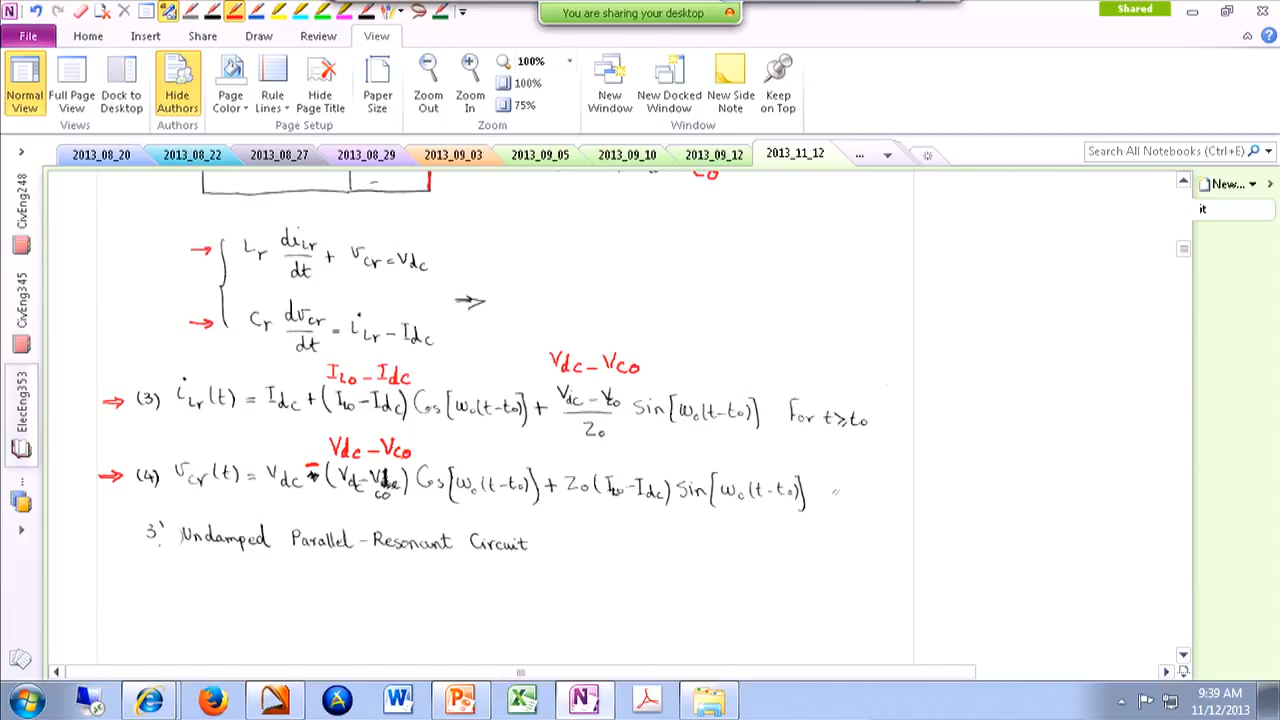 You are sharing your desktop
Shared
File Home Insert Share Draw Review View
Normal View Full Page View Dock to Desktop Hide Authors Page Color Rule Lines Hide Page Title Paper Size Zoom Out Zoom In 100% 100% 75% New Window New Docked Window New Side Note Keep on Top
Views Authors Page Setup Zoom Window
2013_08_20 2013_08_22 2013_08_27 2013_08_29 2013_09_03 2013_09_05 2013_09_10 2013_09_12 2013_11_12 ... Search All Notebooks (Ctrl+E)
New...
it
CivEng248
CivEng345
ElecEng353
Lr diLr/dt + vcr = Vdc
Cr dvcr/dt = iLr - Idc
ILo - Idc Vdc - Vco
(3) iLr(t) = Idc + (ILo - Idc) Cos[ωo(t-to)] + Vdc - Vco/Zo Sin[ωo(t-to)] For t≥to
Vdc - Vco
(4) vcr(t) = Vdc - (Vdc - Vco) Cos[ωo(t-to)] + Zo(ILo - Idc) Sin[ωo(t-to)] "
3: Undamped Parallel-Resonant Circuit
9:39 AM
11/12/2013